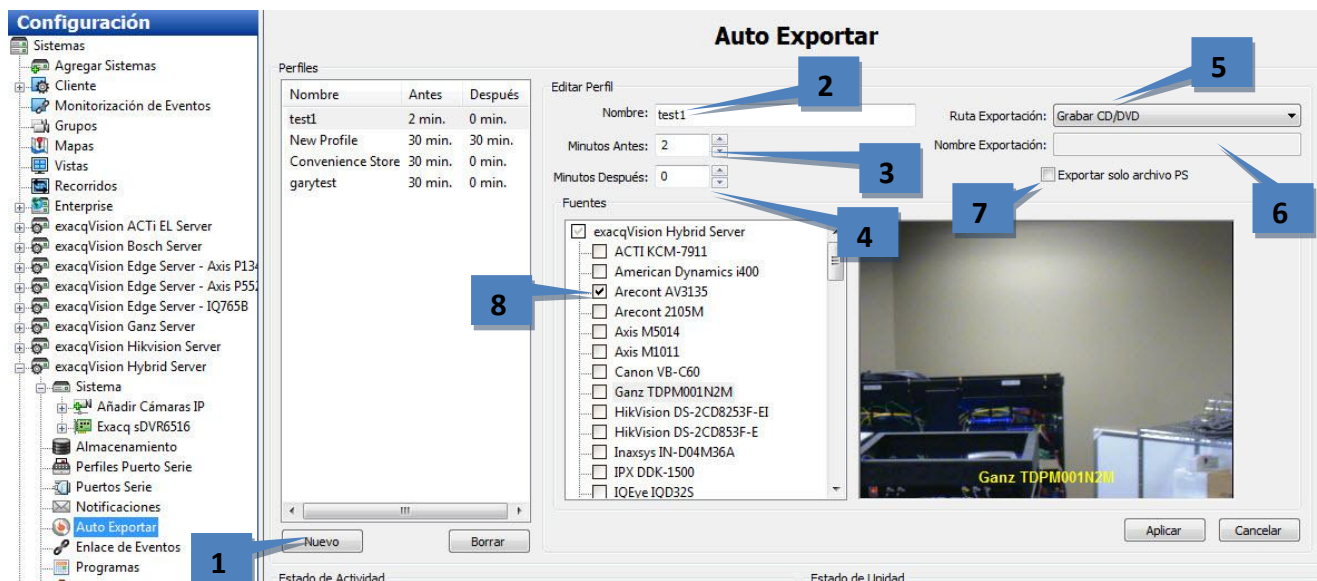 Configuración
Sistemas
Agregar Sistemas
Cliente
Monitorización de Eventos
Grupos
Mapas
Vistas
Recorridos
Enterprise
exacqVision ACTi EL Server
exacqVision Bosch Server
exacqVision Edge Server - Axis P134
exacqVision Edge Server - Axis P552
exacqVision Edge Server - IQ765B
exacqVision Ganz Server
exacqVision Hikvision Server
exacqVision Hybrid Server
Sistema
Añadir Cámaras IP
Exacq sDVR6516
Almacenamiento
Perfiles Puerto Serie
Puertos Serie
Notificaciones
Auto Exportar
Enlace de Eventos
Programas
1
Auto Exportar
Perfiles
Nombre Antes Después
test1 2 min. 0 min.
New Profile 30 min. 30 min.
Convenience Store 30 min. 0 min.
garytest 30 min. 0 min.
Nuevo Borrar
Editar Perfil
2
5
Nombre: test1
Ruta Exportación: Grabar CD/DVD
Minutos Antes: 2
3
Nombre Exportación:
6
Minutos Después: 0
4
7
Exportar solo archivo PS
Fuentes
exacqVision Hybrid Server
ACTI KCM-7911
American Dynamics i400
8
Arecont AV3135
Arecont 2105M
Axis M5014
Axis M1011
Canon VB-C60
Ganz TDPM001N2M
HikVision DS-2CD8253F-EI
HikVision DS-2CD853F-E
Inaxsys IN-D04M36A
IPX DDK-1500
IQEye IQD32S
Ganz TDPM001N2M
Aplicar Cancelar
Estado de Actividad
Estado de Unidad